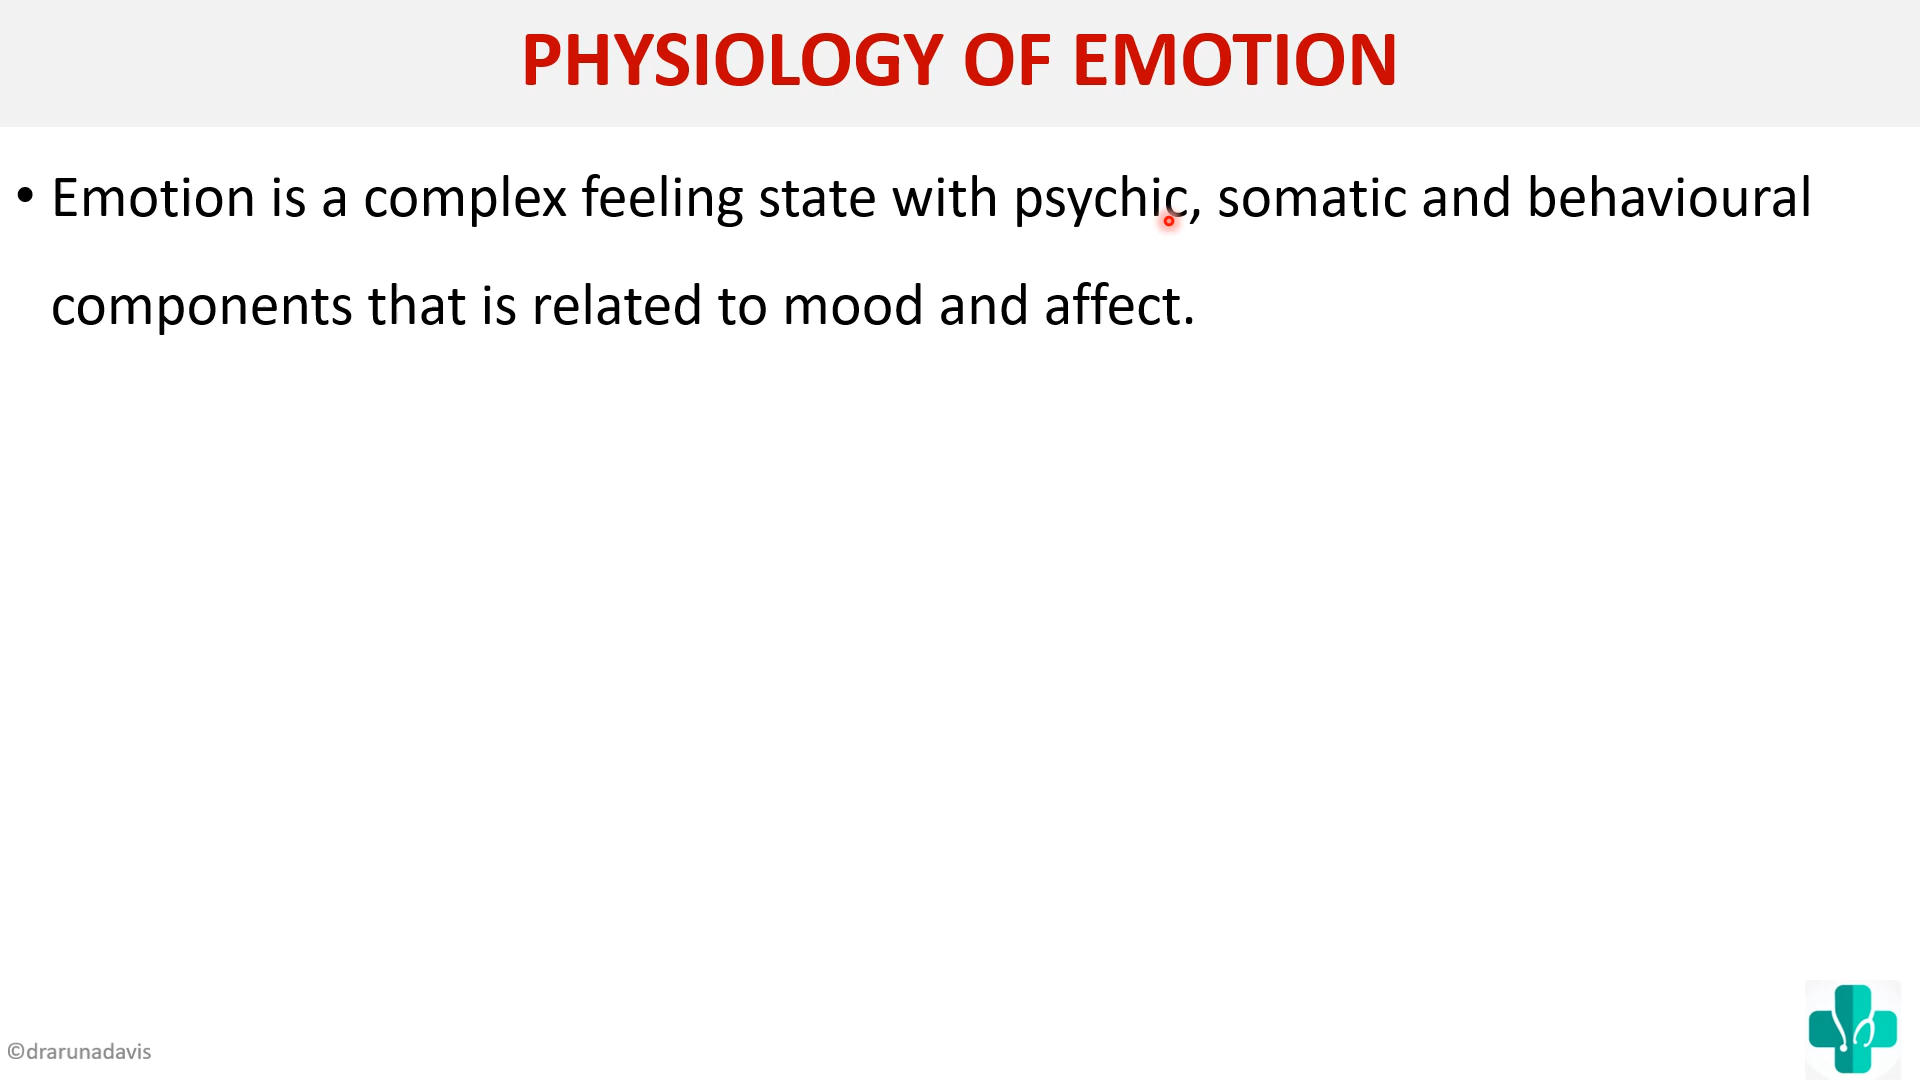 PHYSIOLOGY OF EMOTION
• Emotion is a complex feeling state with psychic, somatic and behavioural
components that is related to mood and affect.
©drarunadavis